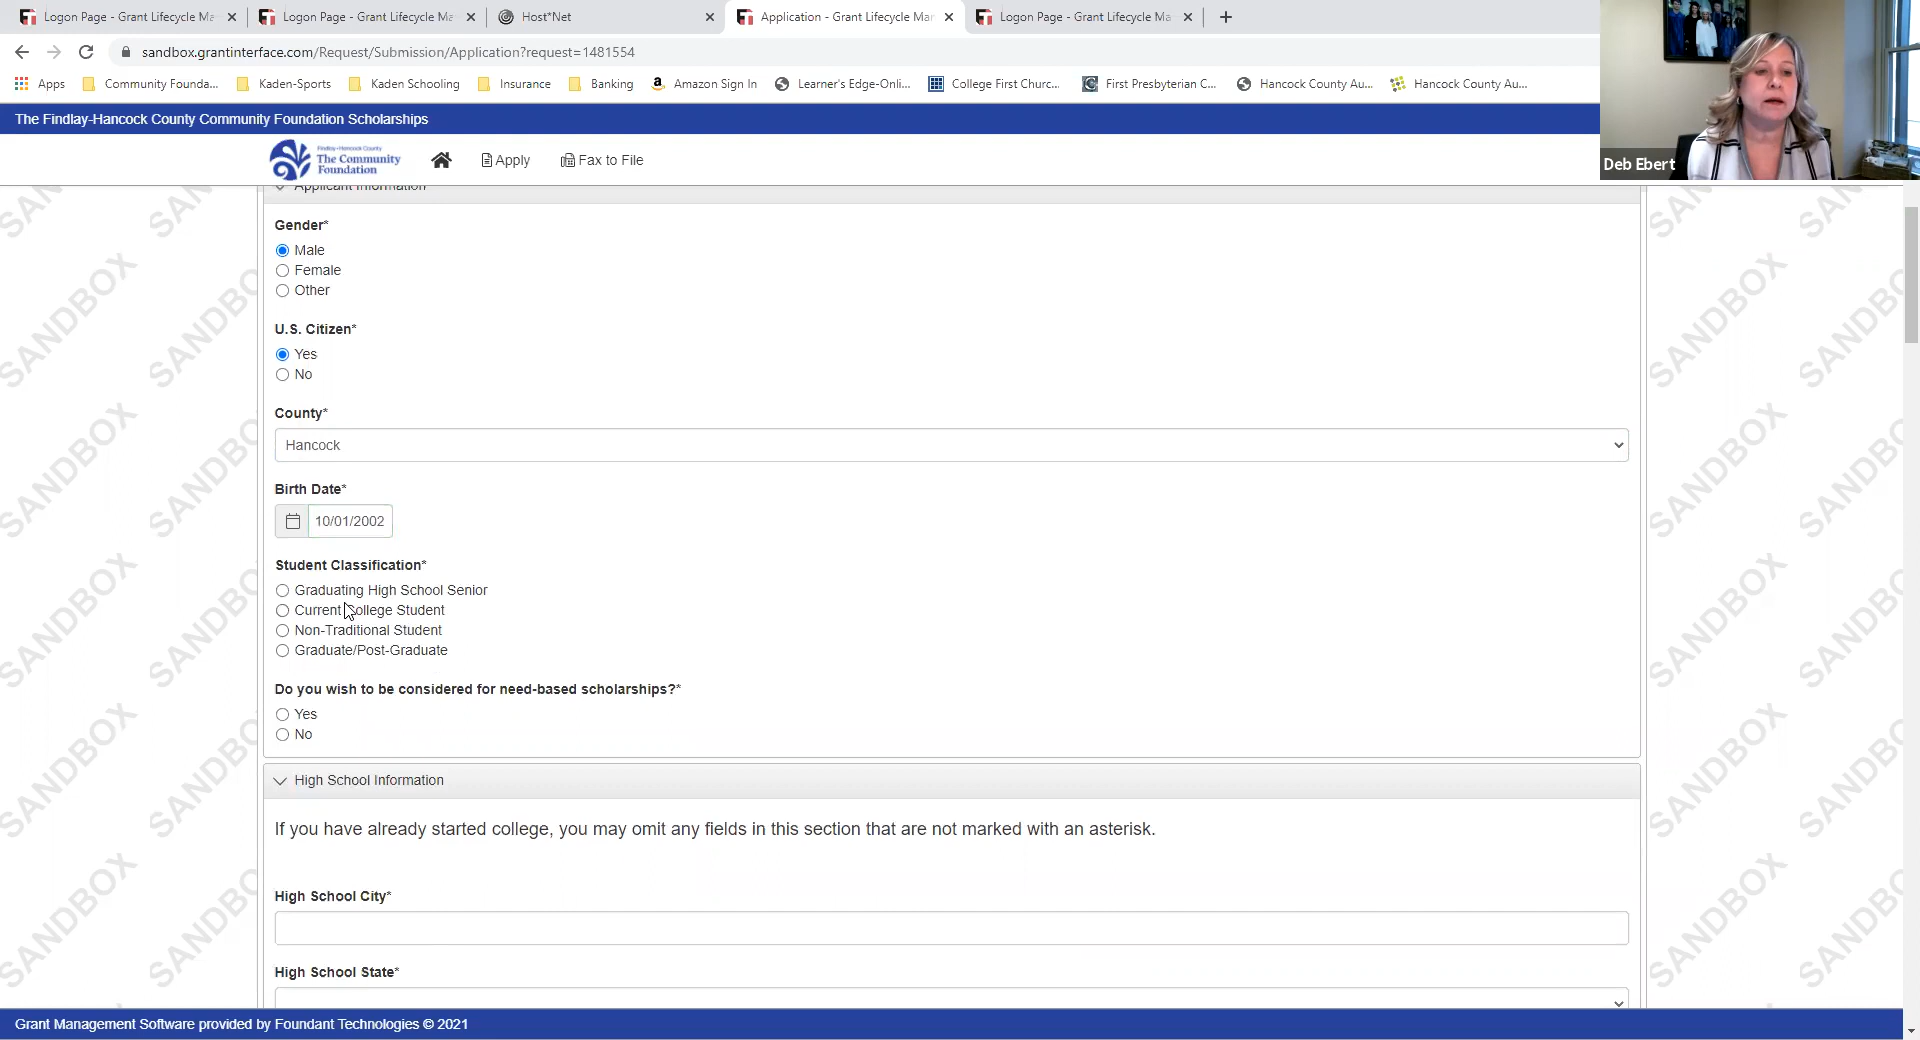 Logon Page - Grant Lifecycle Ma
Logon Page - Grant Lifecycle Ma
Host*Net
Application - Grant Lifecycle Mar
Logon Page - Grant Lifecycle Ma
sandbox.grantinterface.com/Request/Submission/Application?request=1481554
Apps
Community Founda...
Kaden-Sports
Kaden Schooling
Insurance
Banking
Amazon Sign In
Learner's Edge-Onli...
College First Churc...
First Presbyterian C...
Hancock County Au...
Hancock County Au...
The Findlay-Hancock County Community Foundation Scholarships
Findlay • Hancock County
The Community
Foundation
Apply
Fax to File
Deb Ebert
Applicant Information
Gender*
Male
Female
Other
U.S. Citizen*
Yes
No
County*
Hancock
Birth Date*
10/01/2002
Student Classification*
Graduating High School Senior
Current College Student
Non-Traditional Student
Graduate/Post-Graduate
Do you wish to be considered for need-based scholarships?*
Yes
No
High School Information
If you have already started college, you may omit any fields in this section that are not marked with an asterisk.
High School City*
High School State*
SANDBOX
Grant Management Software provided by Foundant Technologies © 2021